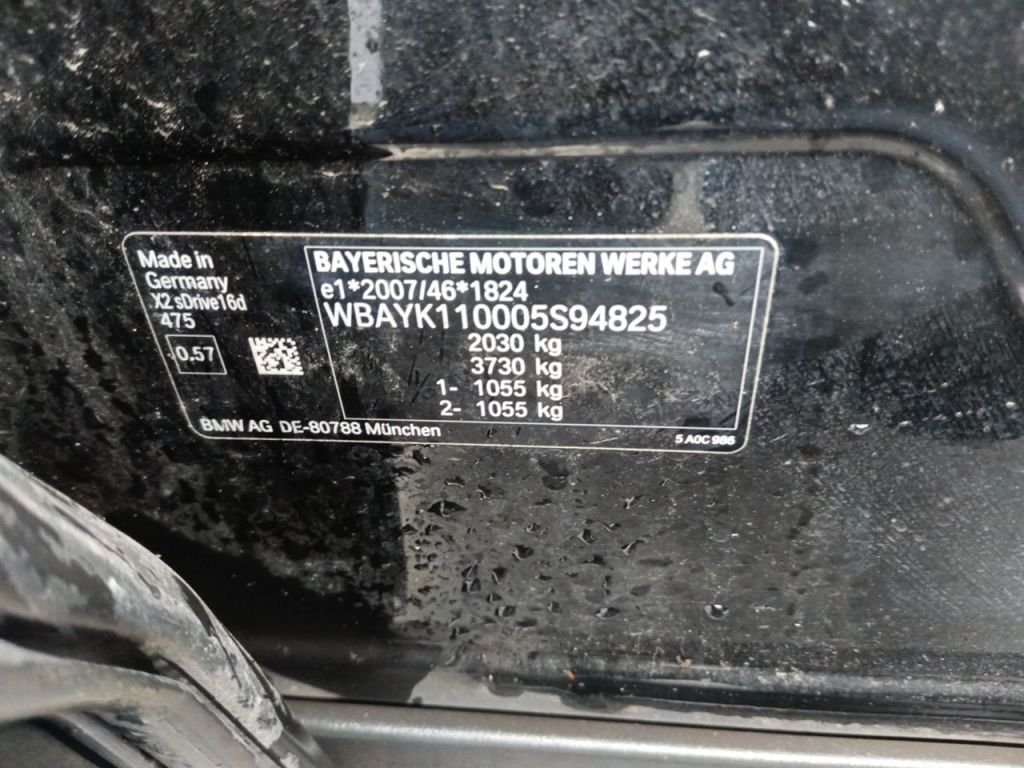 Made in
Germany
X2 sDrive16d
475
0.57
BAYERISCHE MOTOREN WERKE AG
e1*2007/46*1824
WBAYK110005S94825
2030 kg
3730 kg
1- 1055 kg
2- 1055 kg
BMW AG DE-80788 München
5 A0C 986